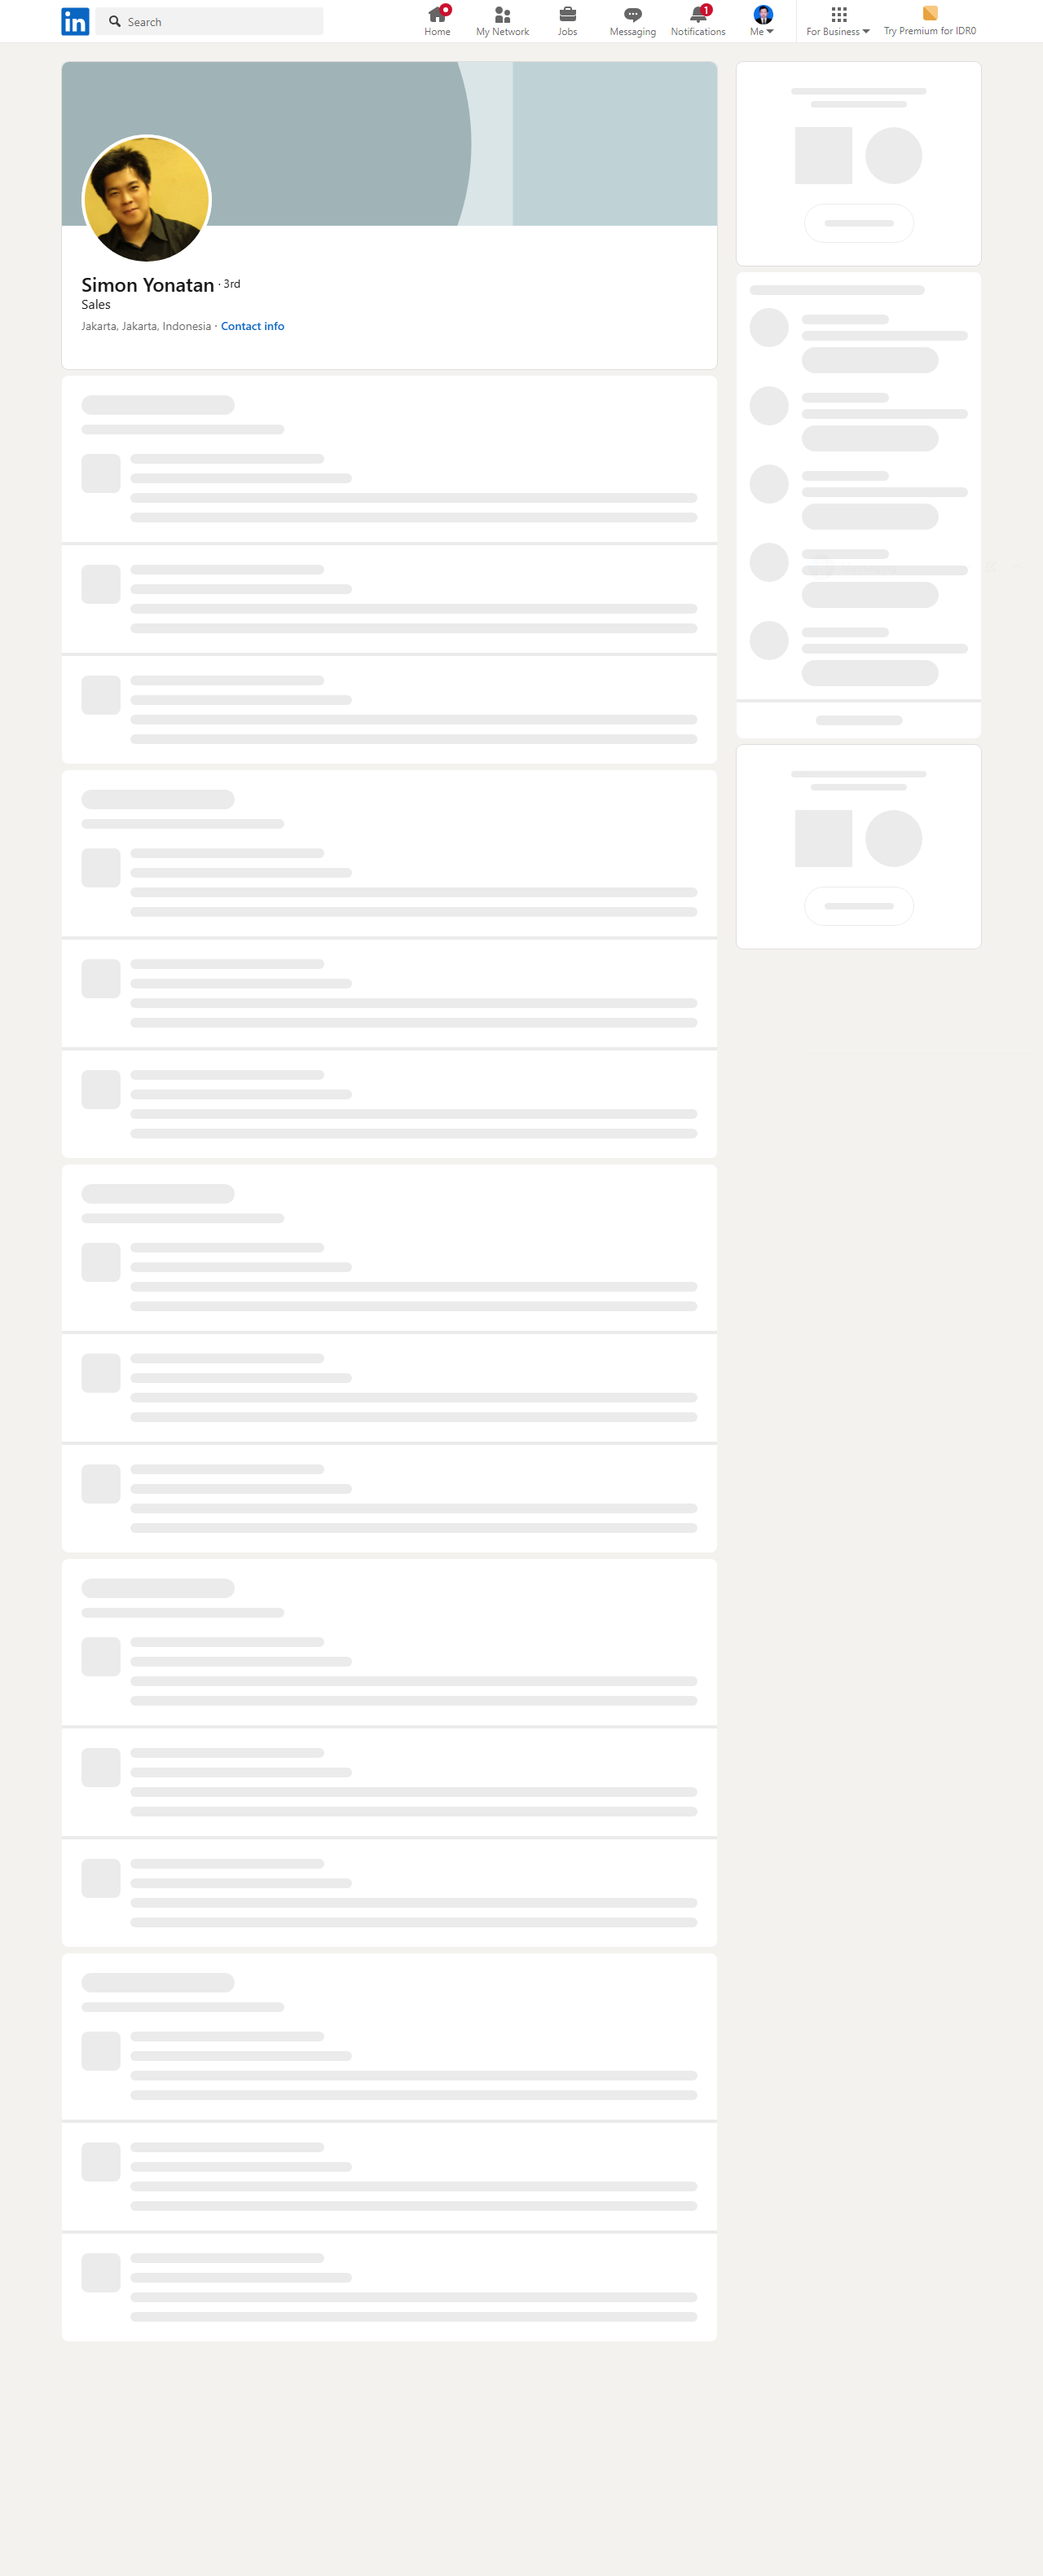 in
Search
Home
My Network
Jobs
Messaging
1
Notifications
Me
For Business
Try Premium for IDR0
Simon Yonatan · 3rd
Sales
Jakarta, Jakarta, Indonesia · Contact info